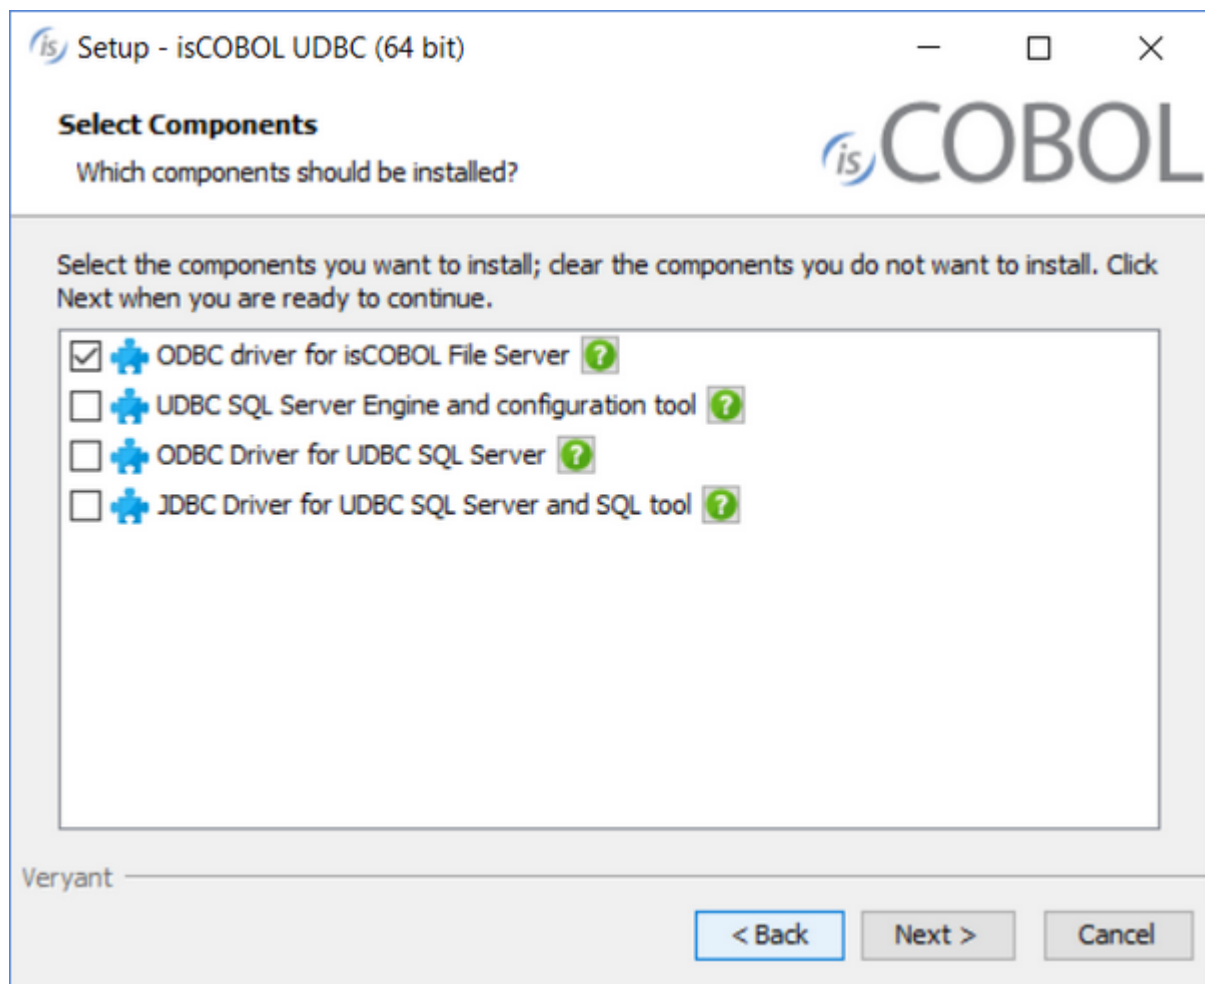 is Setup - isCOBOL UDBC (64 bit)
Select Components
Which components should be installed?
isCOBOL
Select the components you want to install; clear the components you do not want to install. Click
Next when you are ready to continue.
ODBC driver for isCOBOL File Server ?
UDBC SQL Server Engine and configuration tool ?
ODBC Driver for UDBC SQL Server ?
JDBC Driver for UDBC SQL Server and SQL tool ?
Veryant
< Back Next > Cancel